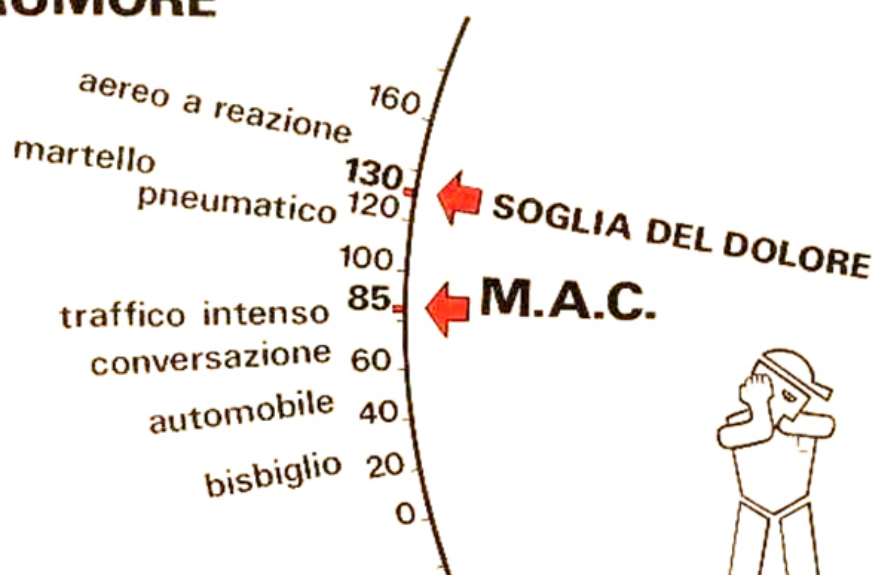 RUMORE
160
aereo a reazione
130
martello
pneumatico 120
SOGLIA DEL DOLORE
100
traffico intenso 85
M.A.C.
conversazione 60
automobile 40
bisbiglio 20
0